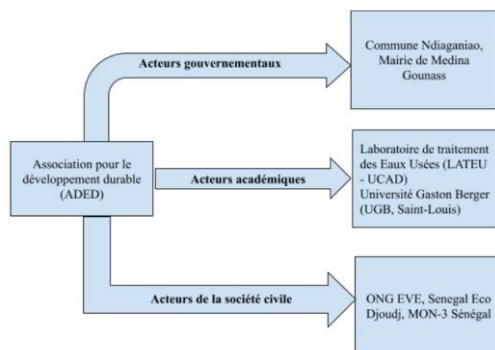 Acteurs gouvernementaux
Commune Ndiaganiao,
Mairie de Medina
Gounass
Association pour le
développement durable
(ADED)
Acteurs académiques
Laboratoire de traitement
des Eaux Usées (LATEU
- UCAD)
Université Gaston Berger
(UGB, Saint-Louis)
Acteurs de la société civile
ONG EVE, Senegal Eco
Djoudj, MON-3 Sénégal